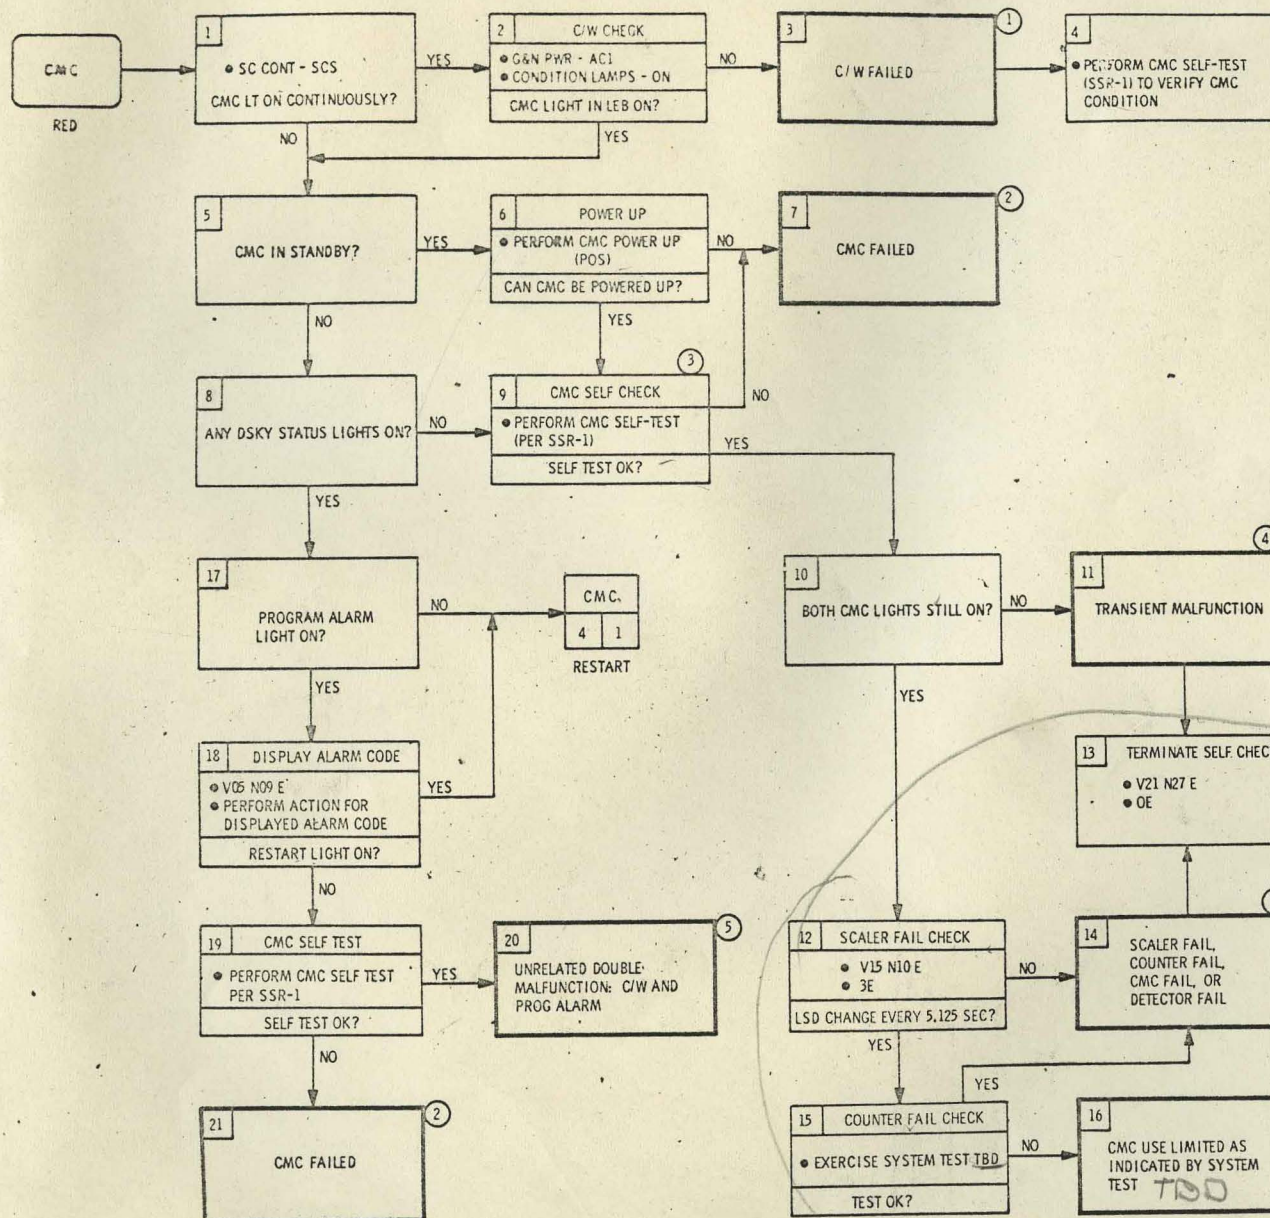 CMC
RED
1
● SC CONT - SCS
CMC LT ON CONTINUOUSLY?
YES
NO
2
C/W CHECK
● G&N PWR - AC1
● CONDITION LAMPS - ON
CMC LIGHT IN LEB ON?
NO
YES
3
1
C/W FAILED
4
● PERFORM CMC SELF-TEST
(SSR-1) TO VERIFY CMC
CONDITION
5
CMC IN STANDBY?
YES
NO
6
POWER UP
● PERFORM CMC POWER UP
(POS)
CAN CMC BE POWERED UP?
NO
YES
7
2
CMC FAILED
8
ANY DSKY STATUS LIGHTS ON?
NO
YES
3
9
CMC SELF CHECK
● PERFORM CMC SELF-TEST
(PER SSR-1)
SELF TEST OK?
NO
YES
10
BOTH CMC LIGHTS STILL ON?
NO
YES
4
11
TRANSIENT MALFUNCTION
17
PROGRAM ALARM
LIGHT ON?
NO
YES
CMC
4 1
RESTART
13
TERMINATE SELF CHEC
● V21 N27 E
● OE
18
DISPLAY ALARM CODE
● V05 N09 E
● PERFORM ACTION FOR
DISPLAYED ALARM CODE
RESTART LIGHT ON?
YES
NO
12
SCALER FAIL CHECK
● V15 N10 E
● 3E
LSD CHANGE EVERY 5.125 SEC?
NO
YES
14
SCALER FAIL,
COUNTER FAIL,
CMC FAIL, OR
DETECTOR FAIL
19
CMC SELF TEST
● PERFORM CMC SELF TEST
PER SSR-1
SELF TEST OK?
YES
NO
20
5
UNRELATED DOUBLE
MALFUNCTION: C/W AND
PROG ALARM
21
2
CMC FAILED
15
COUNTER FAIL CHECK
● EXERCISE SYSTEM TEST TBD
TEST OK?
YES
NO
16
CMC USE LIMITED AS
INDICATED BY SYSTEM
TEST TBD